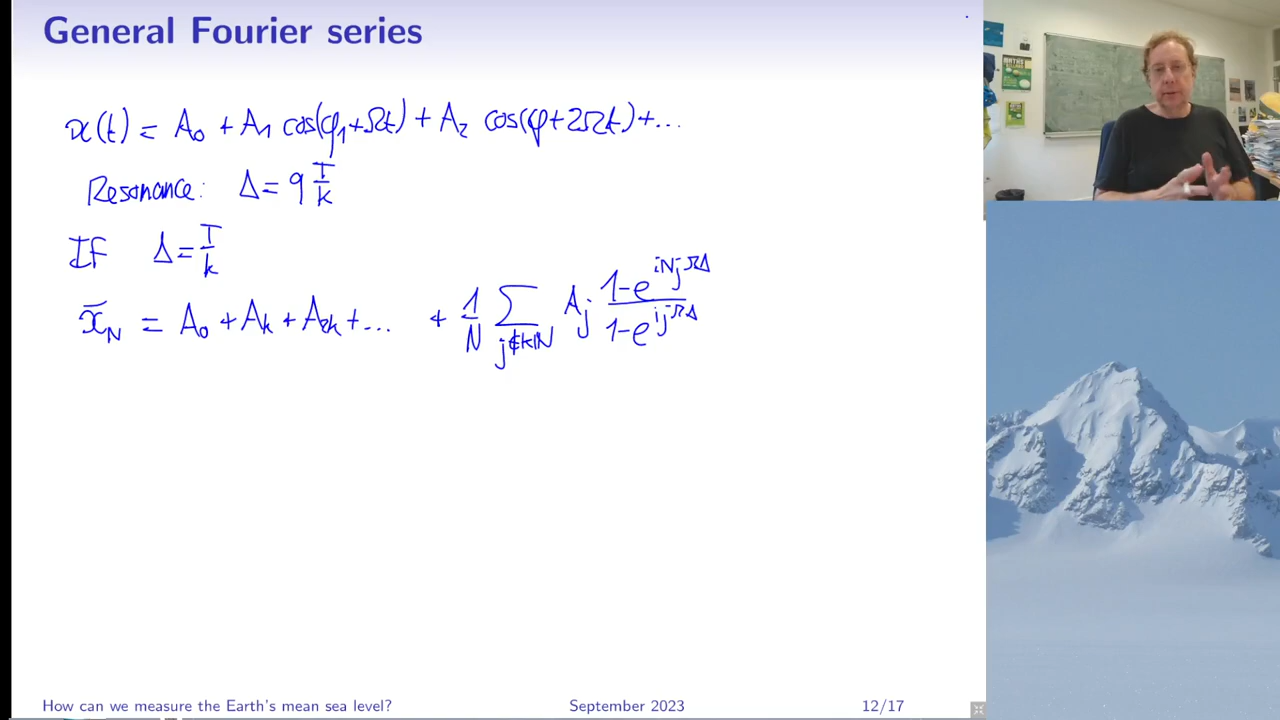 General Fourier series
x(t) = A₀ + A₁ cos(φ₁+Ωt) + A₂ cos(φ+2Ωt)+...
Resonance: Δ = q T/k
If Δ = T/k
x̄_N = A₀ + A_k + A_2k + ... + 1/N ∑_{j∉kℕ} A_j (1-e^{iNjΩΔ})/(1-e^{ijΩΔ})
How can we measure the Earth's mean sea level? September 2023 12/17